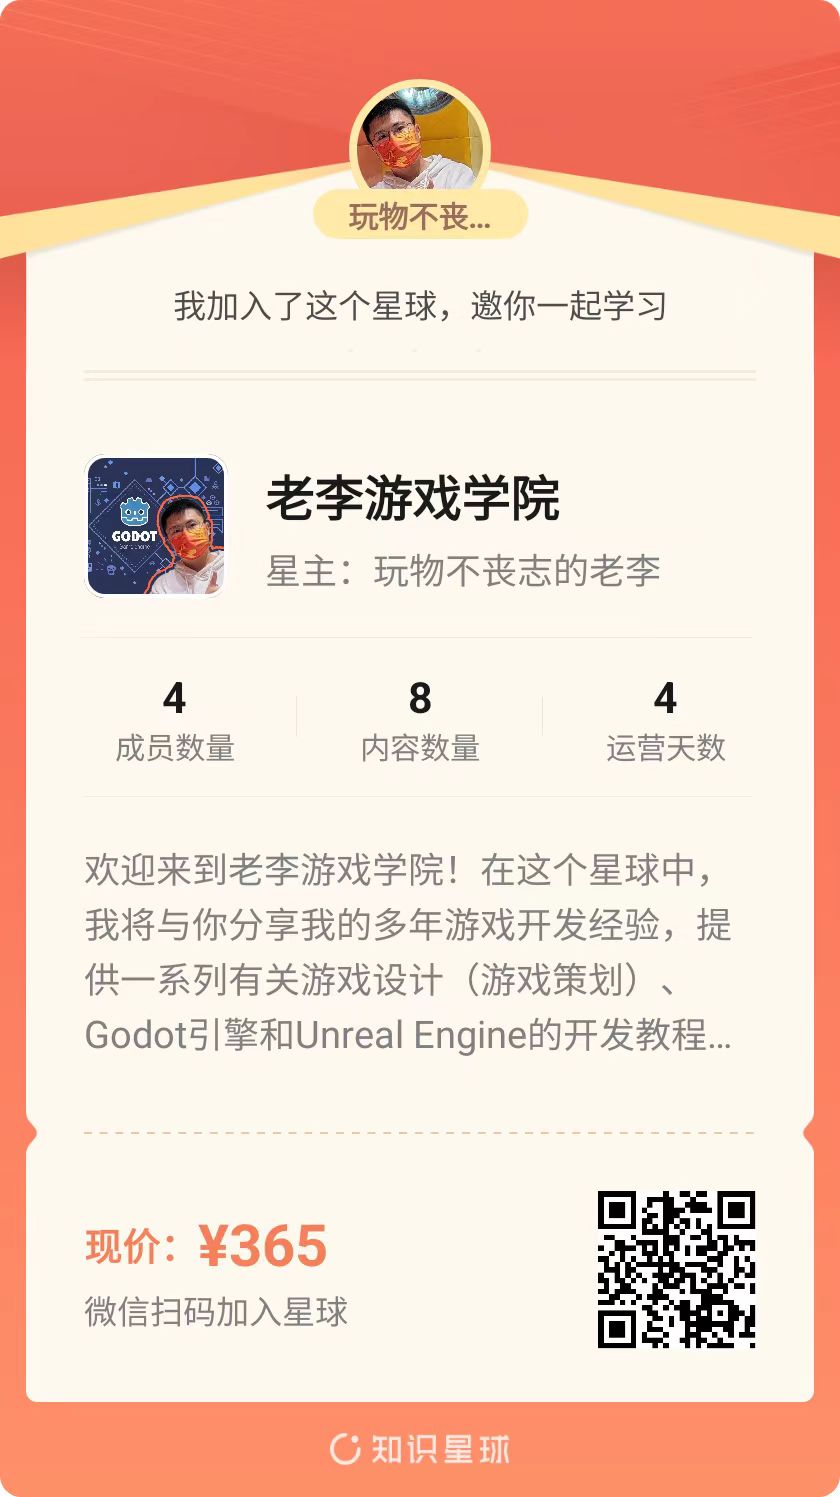 玩物不丧...
我加入了这个星球，邀你一起学习
GODOT
Game engine
老李游戏学院
星主：玩物不丧志的老李
4
8
4
成员数量
内容数量
运营天数
欢迎来到老李游戏学院！在这个星球中，
我将与你分享我的多年游戏开发经验，提
供一系列有关游戏设计（游戏策划）、
Godot引擎和Unreal Engine的开发教程...
现价：¥365
微信扫码加入星球
知识星球